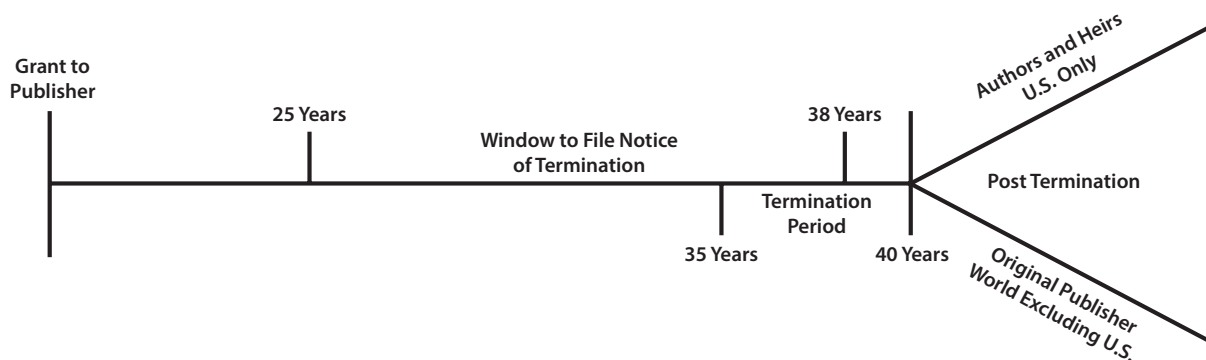 Grant to
Publisher
25 Years
Window to File Notice
of Termination
35 Years
38 Years
Termination
Period
40 Years
Authors and Heirs
U.S. Only
Post Termination
Original Publisher
World Excluding U.S.